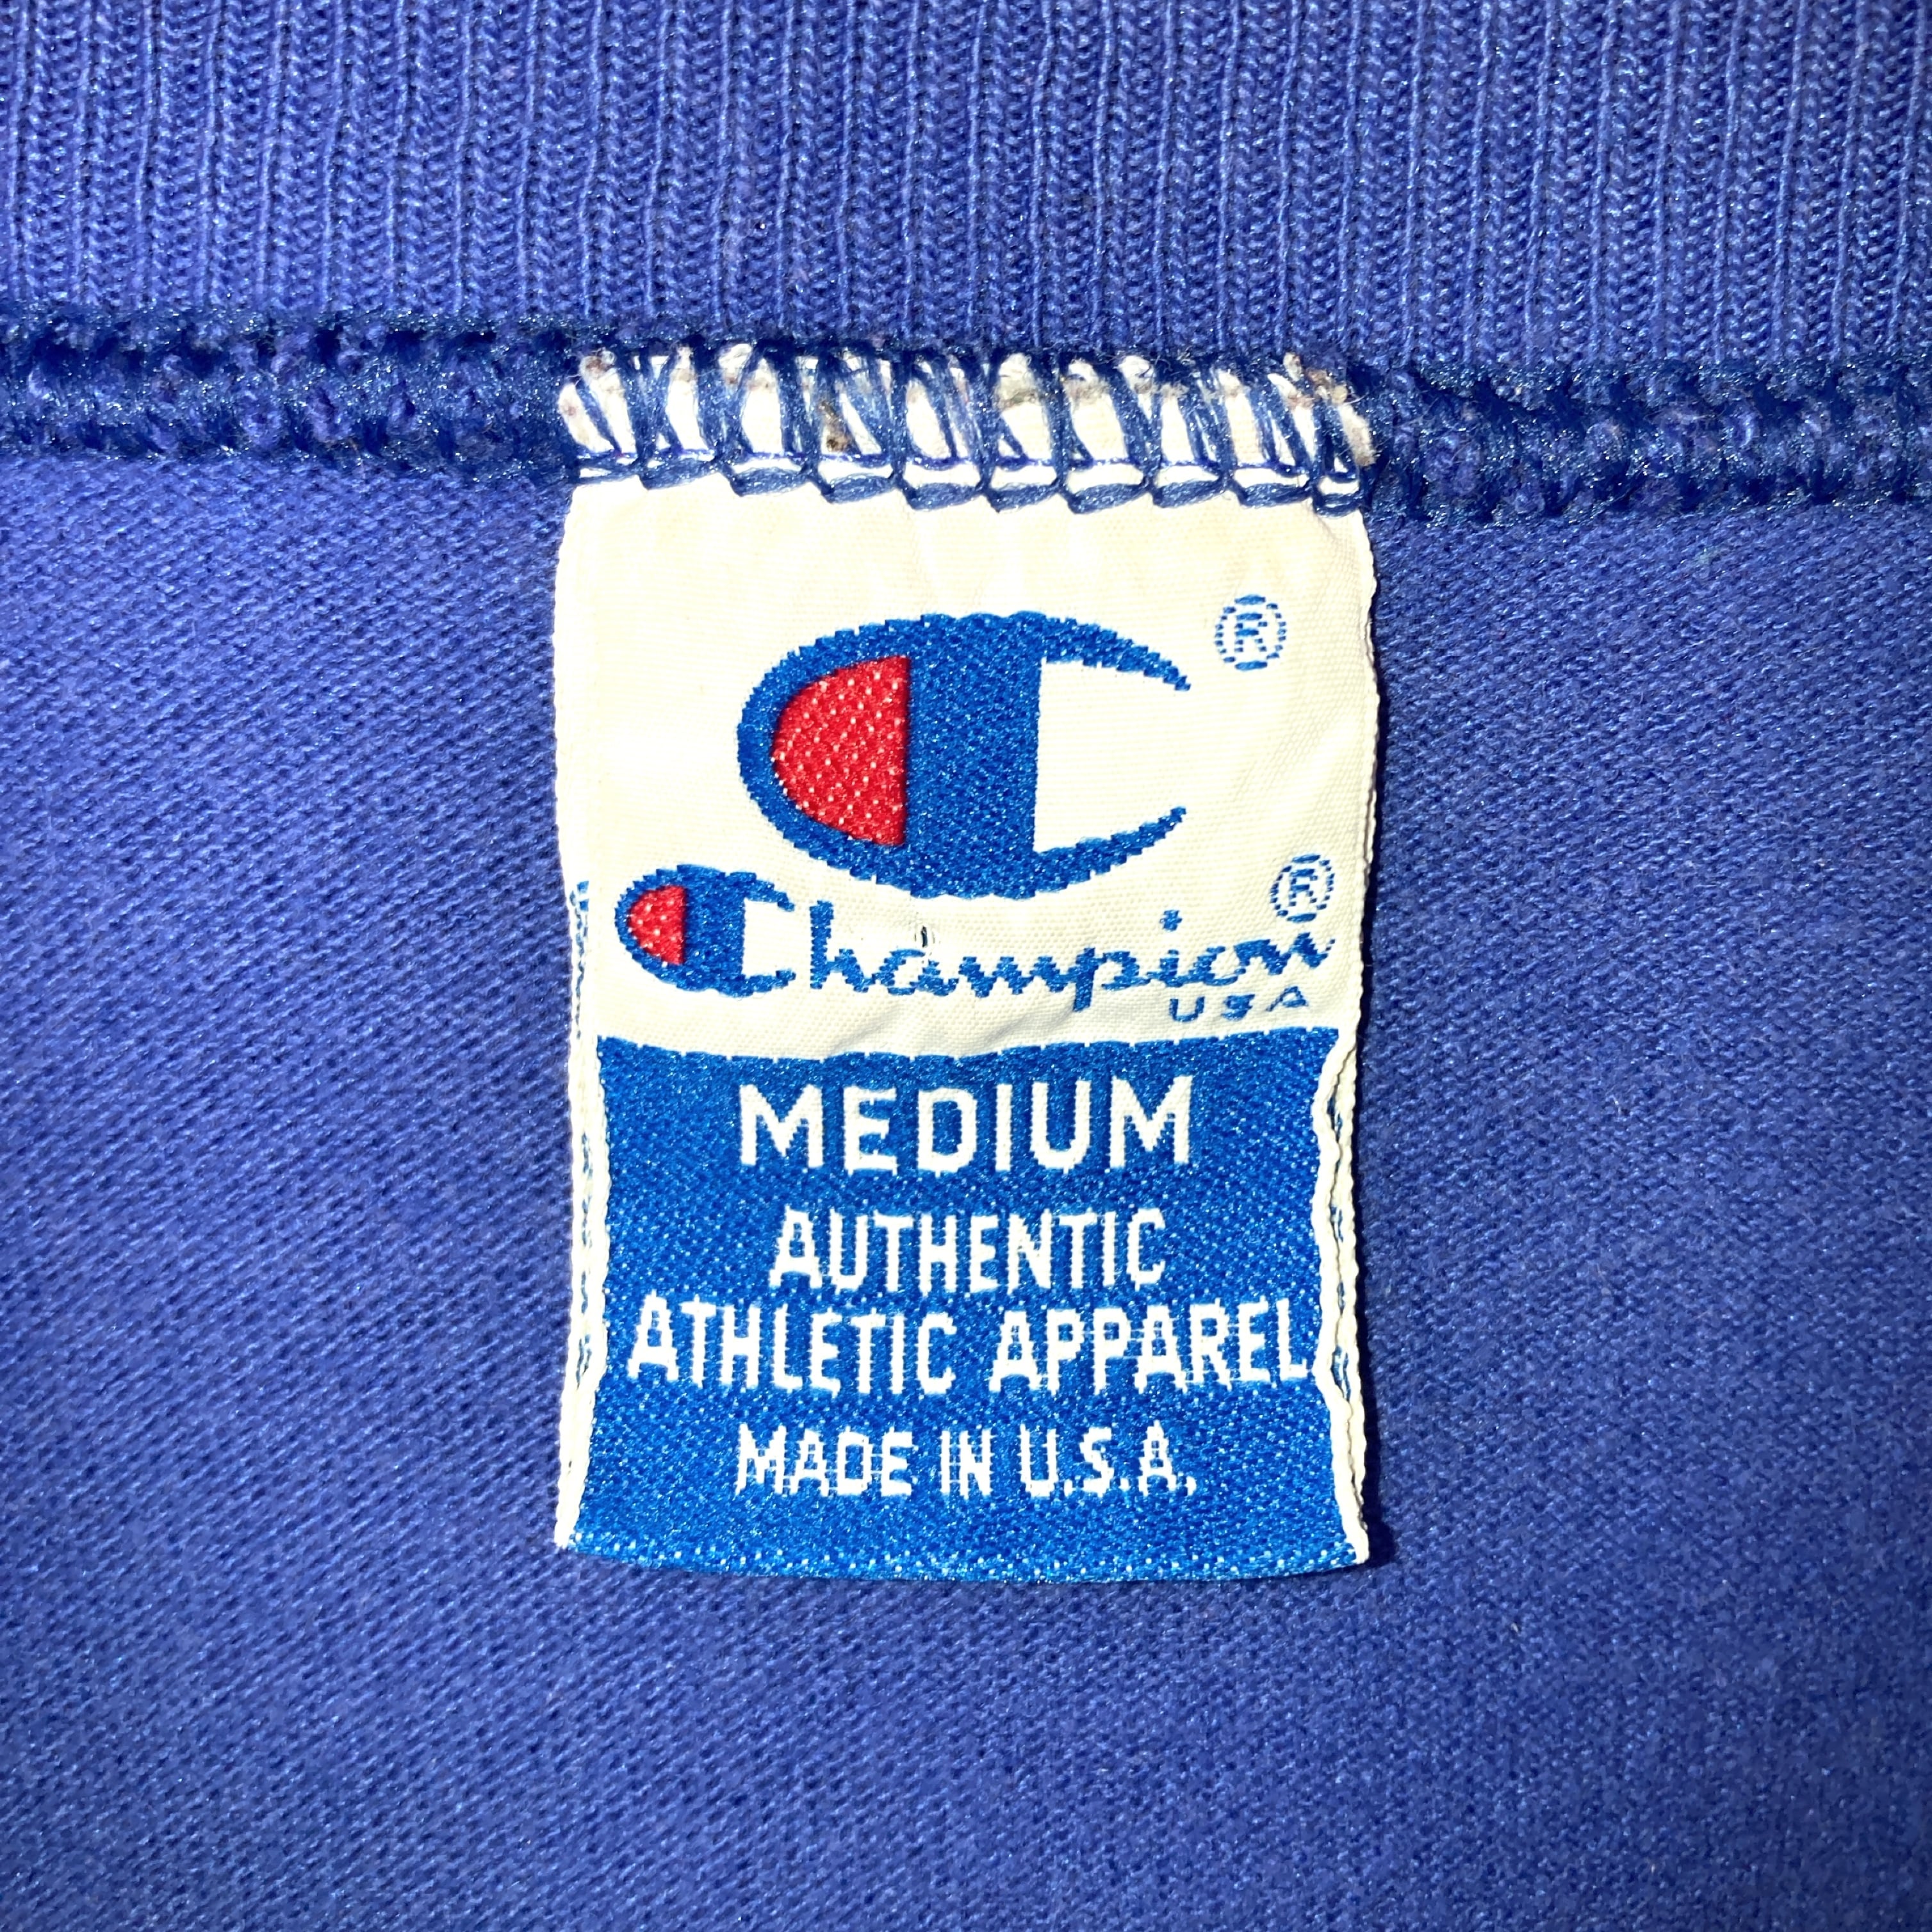 ®
Champion®
USA
MEDIUM
AUTHENTIC
ATHLETIC APPAREL
MADE IN U.S.A.